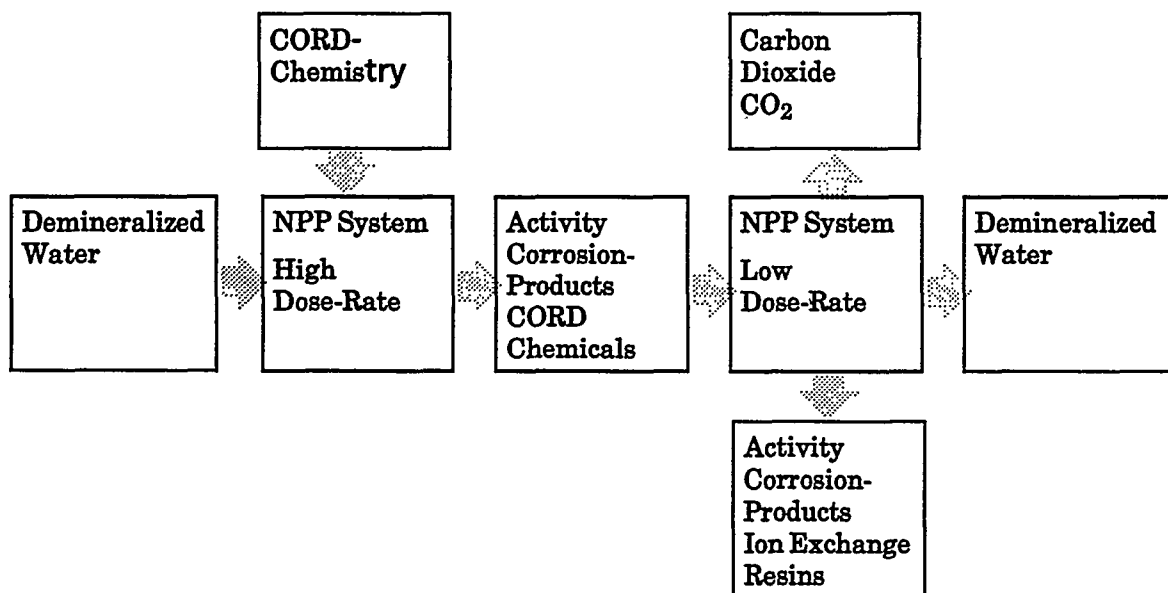 CORD-
Chemistry
Carbon
Dioxide
CO₂
Demineralized
Water
NPP System
High
Dose-Rate
Activity
Corrosion-
Products
CORD
Chemicals
NPP System
Low
Dose-Rate
Demineralized
Water
Activity
Corrosion-
Products
Ion Exchange
Resins